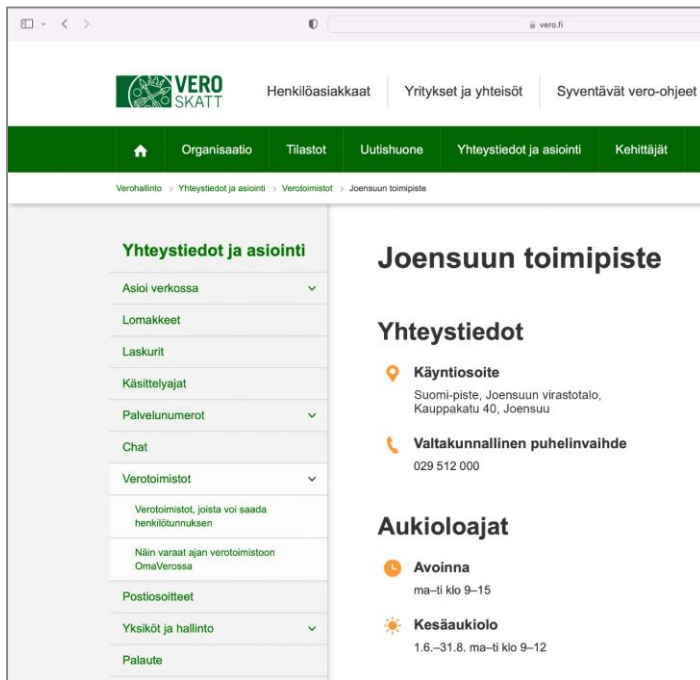 vero.fi
VERO
SKATT
Henkilöasiakkaat
Yritykset ja yhteisöt
Syventävät vero-ohjeet
Organisaatio
Tilastot
Uutishuone
Yhteystiedot ja asiointi
Kehittäjät
Verohallinto > Yhteystiedot ja asiointi > Verotoimistot > Joensuun toimipiste
Yhteystiedot ja asiointi
Asioi verkossa
Lomakkeet
Laskurit
Käsittelyajat
Palvelunumerot
Chat
Verotoimistot
Verotoimistot, joista voi saada
henkilötunnuksen
Näin varaat ajan verotoimistoon
OmaVerossa
Postiosoitteet
Yksiköt ja hallinto
Palaute
Joensuun toimipiste
Yhteystiedot
Käyntiosoite
Suomi-piste, Joensuun virastotalo,
Kauppakatu 40, Joensuu
Valtakunnallinen puhelinvaihde
029 512 000
Aukioloajat
Avoinna
ma–ti klo 9–15
Kesäaukiolo
1.6.–31.8. ma–ti klo 9–12